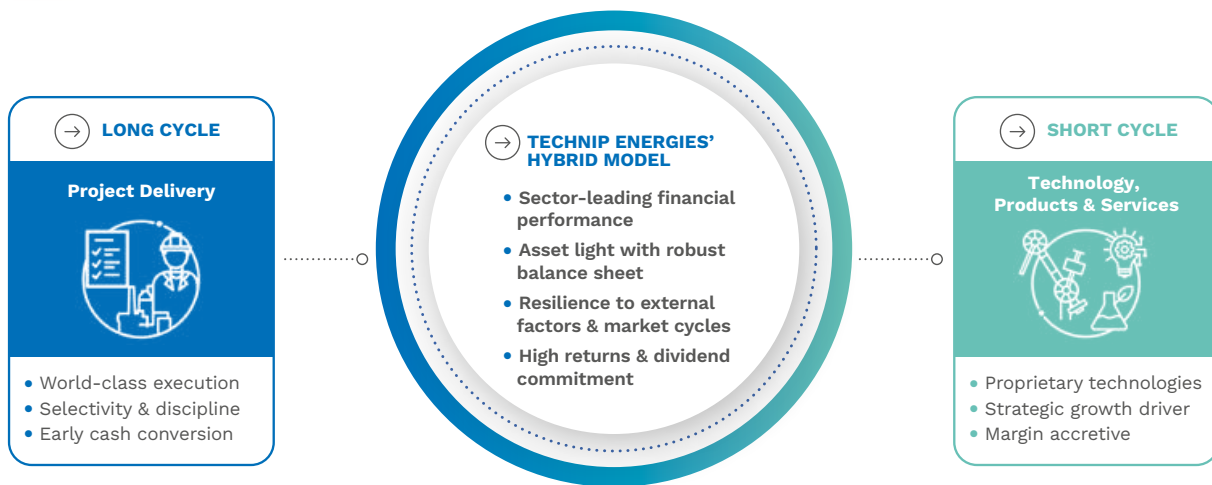 LONG CYCLE
Project Delivery
• World-class execution
• Selectivity & discipline
• Early cash conversion
TECHNIP ENERGIES’
HYBRID MODEL
• Sector-leading financial
performance
• Asset light with robust
balance sheet
• Resilience to external
factors & market cycles
• High returns & dividend
commitment
SHORT CYCLE
Technology,
Products & Services
• Proprietary technologies
• Strategic growth driver
• Margin accretive